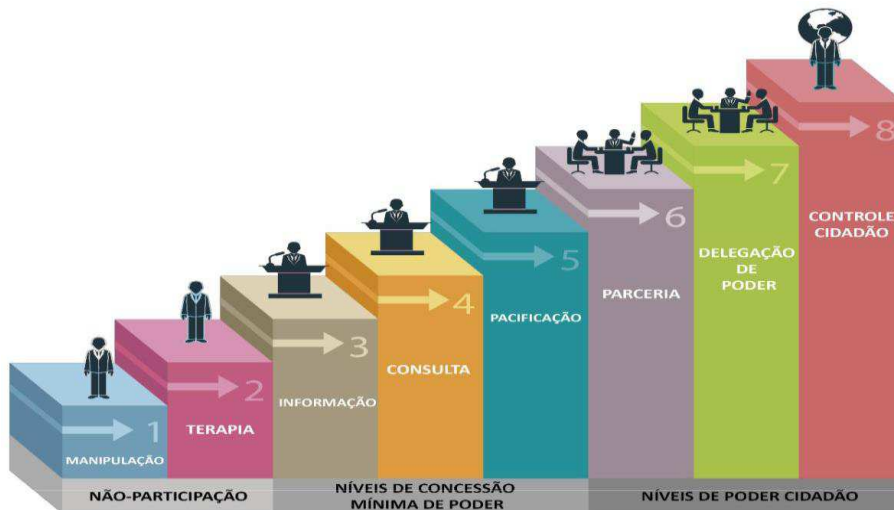 1
MANIPULAÇÃO
2
TERAPIA
3
INFORMAÇÃO
4
CONSULTA
5
PACIFICAÇÃO
6
PARCERIA
7
DELEGAÇÃO
DE
PODER
8
CONTROLE
CIDADÃO
NÃO-PARTICIPAÇÃO
NÍVEIS DE CONCESSÃO
MÍNIMA DE PODER
NÍVEIS DE PODER CIDADÃO